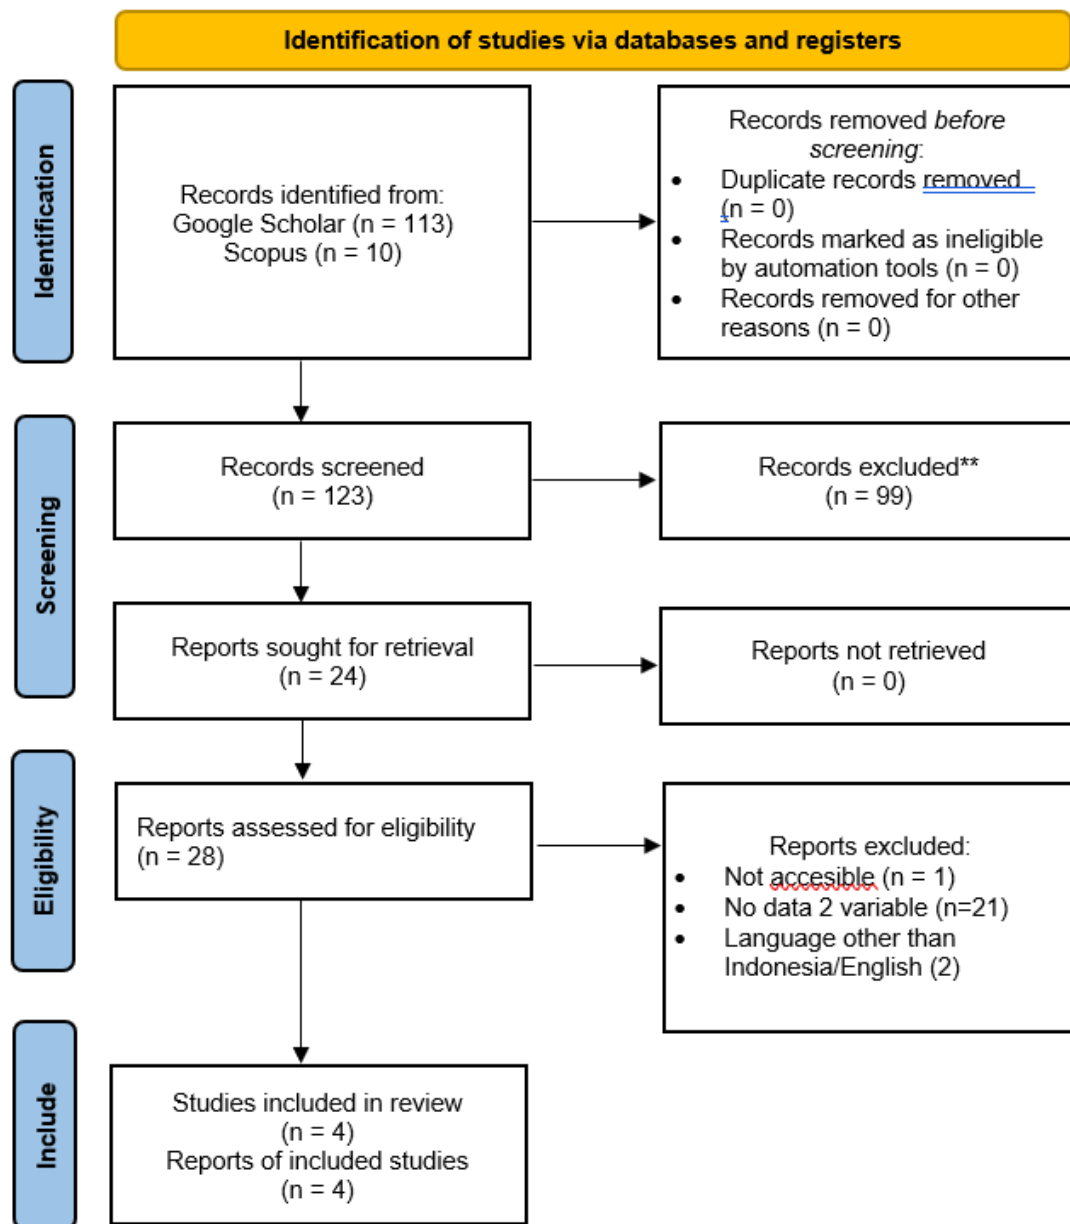 Identification of studies via databases and registers
Identification
Records identified from:
Google Scholar (n = 113)
Scopus (n = 10)
Records removed before
screening:
• Duplicate records removed
(n = 0)
• Records marked as ineligible
by automation tools (n = 0)
• Records removed for other
reasons (n = 0)
Screening
Records screened
(n = 123)
Records excluded**
(n = 99)
Reports sought for retrieval
(n = 24)
Reports not retrieved
(n = 0)
Eligibility
Reports assessed for eligibility
(n = 28)
Reports excluded:
• Not accesible (n = 1)
• No data 2 variable (n=21)
• Language other than
Indonesia/English (2)
Include
Studies included in review
(n = 4)
Reports of included studies
(n = 4)